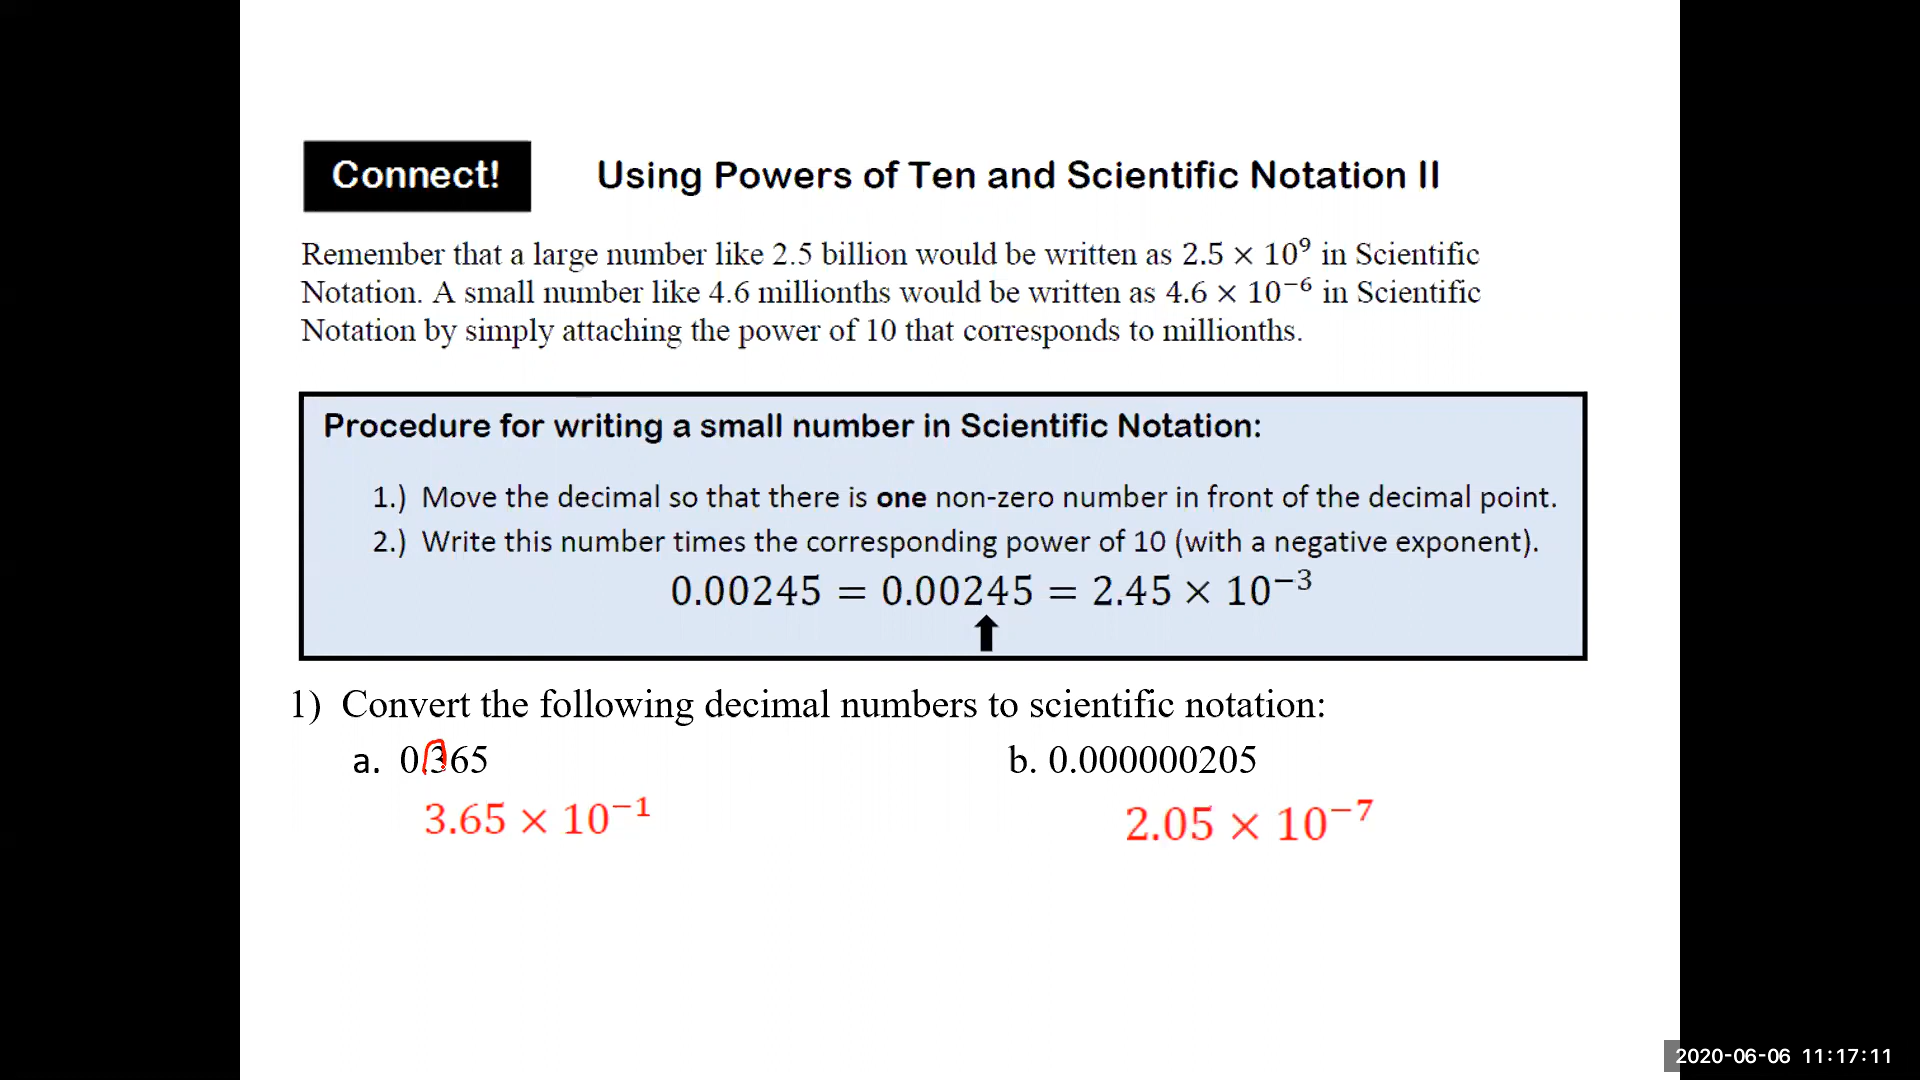 Connect! Using Powers of Ten and Scientific Notation II
Remember that a large number like 2.5 billion would be written as 2.5 × 10⁹ in Scientific
Notation. A small number like 4.6 millionths would be written as 4.6 × 10⁻⁶ in Scientific
Notation by simply attaching the power of 10 that corresponds to millionths.
Procedure for writing a small number in Scientific Notation:
1.) Move the decimal so that there is one non-zero number in front of the decimal point.
2.) Write this number times the corresponding power of 10 (with a negative exponent).
0.00245 = 0.00245 = 2.45 × 10⁻³
1) Convert the following decimal numbers to scientific notation:
a. 0.365 b. 0.000000205
3.65 × 10⁻¹ 2.05 × 10⁻⁷
2020-06-06 11:17:11